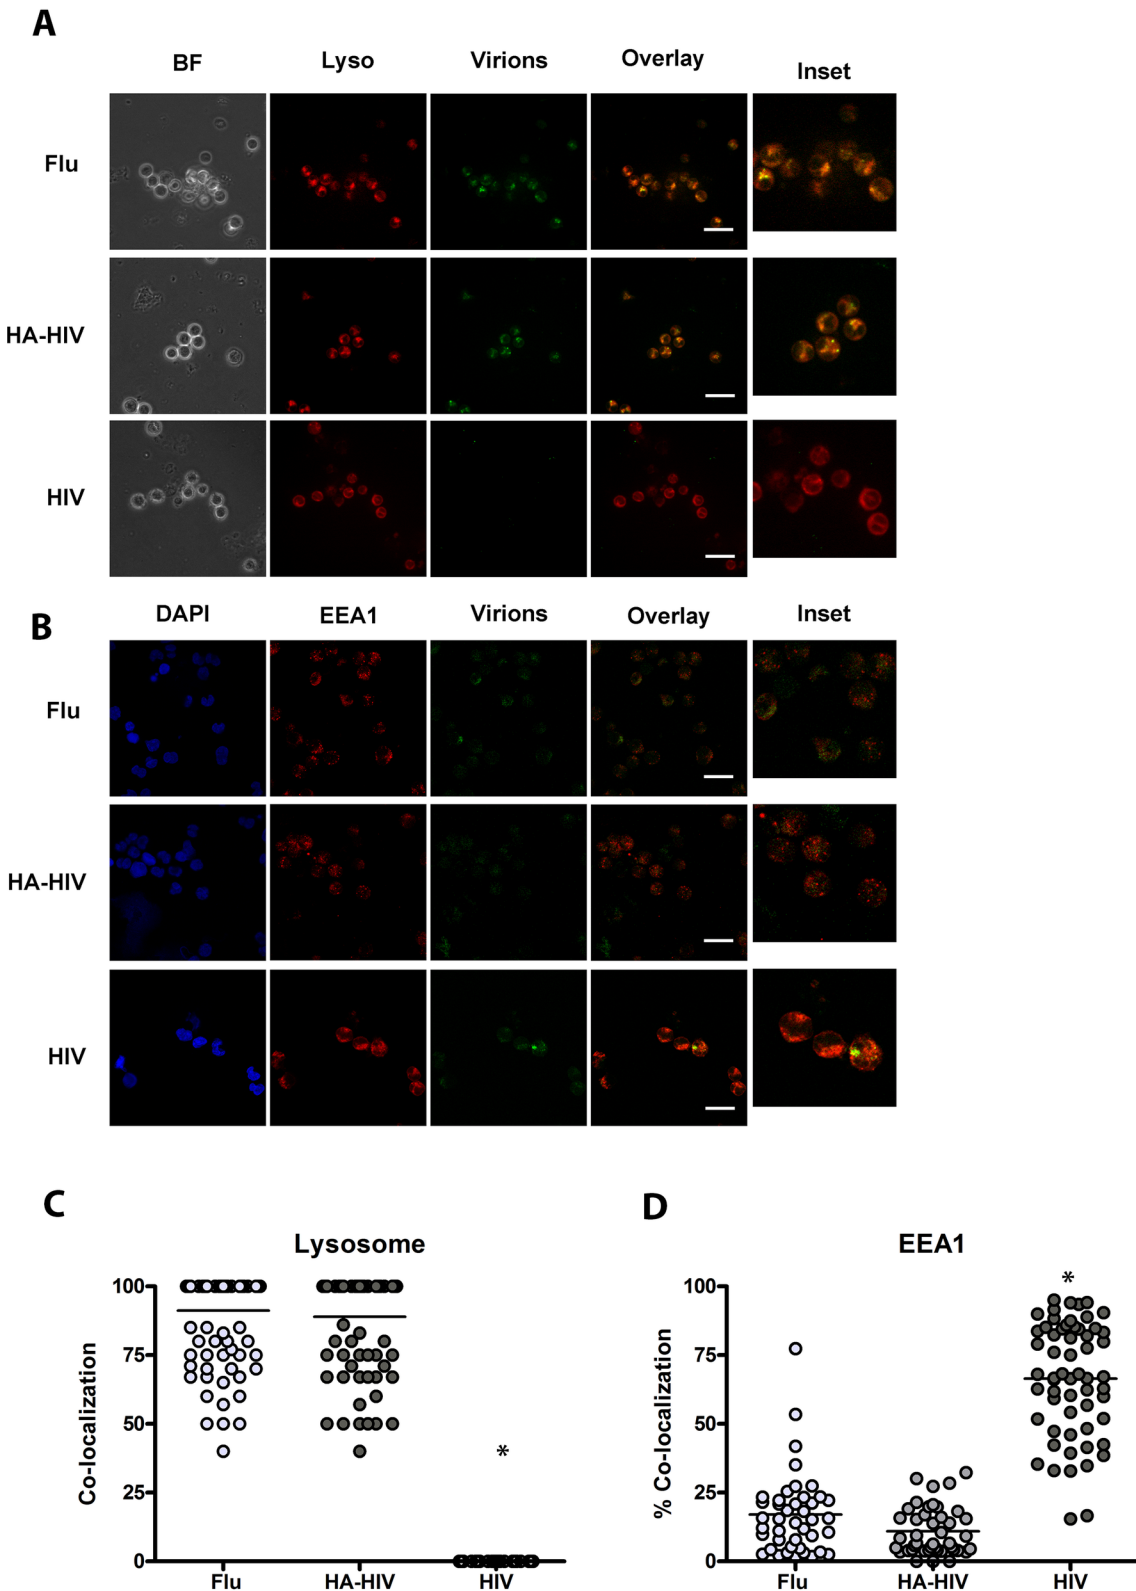 A
BF Lyso Virions Overlay Inset
Flu
HA-HIV
HIV
B
DAPI EEA1 Virions Overlay Inset
Flu
HA-HIV
HIV
C
Lysosome
Co-localization
100
75
50
25
0
*
Flu HA-HIV HIV
D
EEA1
% Co-localization
100
75
50
25
0
*
Flu HA-HIV HIV